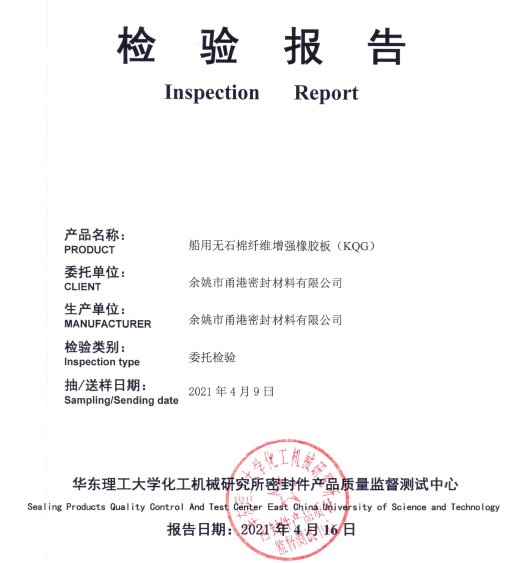 检 验 报 告
Inspection Report
产品名称： 船用无石棉纤维增强橡胶板（KQG）
PRODUCT
委托单位： 余姚市甬港密封材料有限公司
CLIENT
生产单位： 余姚市甬港密封材料有限公司
MANUFACTURER
检验类别： 委托检验
Inspection type
抽/送样日期： 2021 年 4 月 9 日
Sampling/Sending date
华东理工大学化工机械研究所密封件产品质量监督测试中心
Sealing Products Quality Control And Test Center East China University of Science and Technology
报告日期：2021 年 4 月 16 日